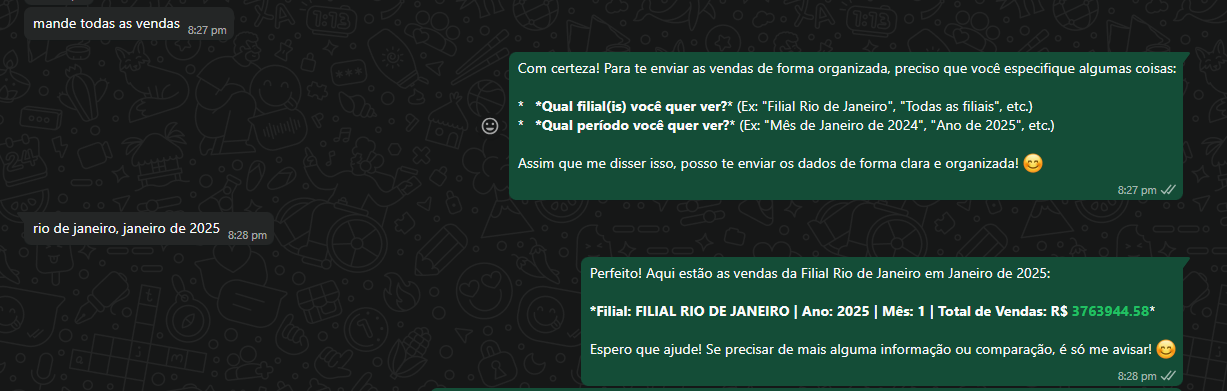 mande todas as vendas
8:27 pm
Com certeza! Para te enviar as vendas de forma organizada, preciso que você especifique algumas coisas:
* *Qual filial(is) você quer ver?* (Ex: "Filial Rio de Janeiro", "Todas as filiais", etc.)
* *Qual período você quer ver?* (Ex: "Mês de Janeiro de 2024", "Ano de 2025", etc.)
Assim que me disser isso, posso te enviar os dados de forma clara e organizada! 😊
8:27 pm
rio de janeiro, janeiro de 2025
8:28 pm
Perfeito! Aqui estão as vendas da Filial Rio de Janeiro em Janeiro de 2025:
*Filial: FILIAL RIO DE JANEIRO | Ano: 2025 | Mês: 1 | Total de Vendas: R$ 3763944.58*
Espero que ajude! Se precisar de mais alguma informação ou comparação, é só me avisar! 😊
8:28 pm